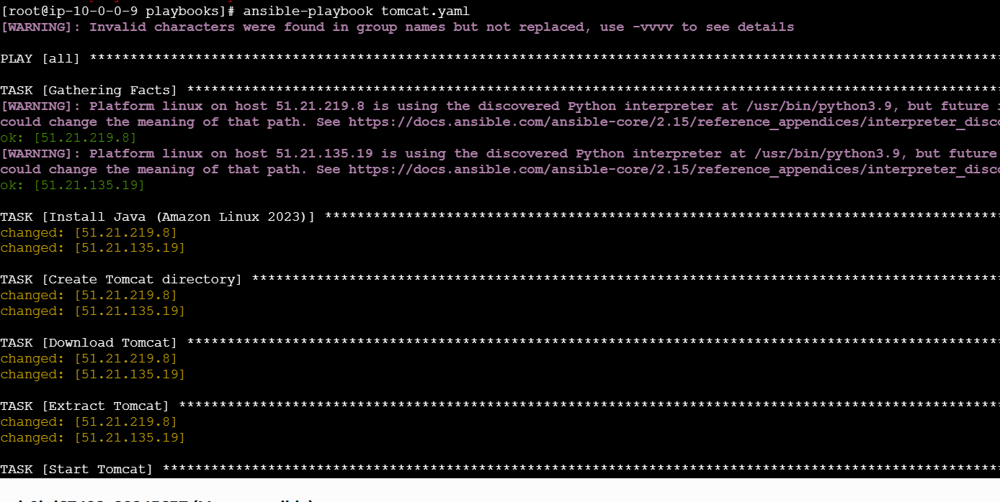 [root@ip-10-0-0-9 playbooks]# ansible-playbook tomcat.yaml
[WARNING]: Invalid characters were found in group names but not replaced, use -vvvv to see details
PLAY [all] ****************************************************************************************************************
TASK [Gathering Facts] ****************************************************************************************************
[WARNING]: Platform linux on host 51.21.219.8 is using the discovered Python interpreter at /usr/bin/python3.9, but future
could change the meaning of that path. See https://docs.ansible.com/ansible-core/2.15/reference_appendices/interpreter_disc
ok: [51.21.219.8]
[WARNING]: Platform linux on host 51.21.135.19 is using the discovered Python interpreter at /usr/bin/python3.9, but future
could change the meaning of that path. See https://docs.ansible.com/ansible-core/2.15/reference_appendices/interpreter_disc
ok: [51.21.135.19]
TASK [Install Java (Amazon Linux 2023)] ***********************************************************************************
changed: [51.21.219.8]
changed: [51.21.135.19]
TASK [Create Tomcat directory] ********************************************************************************************
changed: [51.21.219.8]
changed: [51.21.135.19]
TASK [Download Tomcat] ****************************************************************************************************
changed: [51.21.219.8]
changed: [51.21.135.19]
TASK [Extract Tomcat] *****************************************************************************************************
changed: [51.21.219.8]
changed: [51.21.135.19]
TASK [Start Tomcat] *******************************************************************************************************